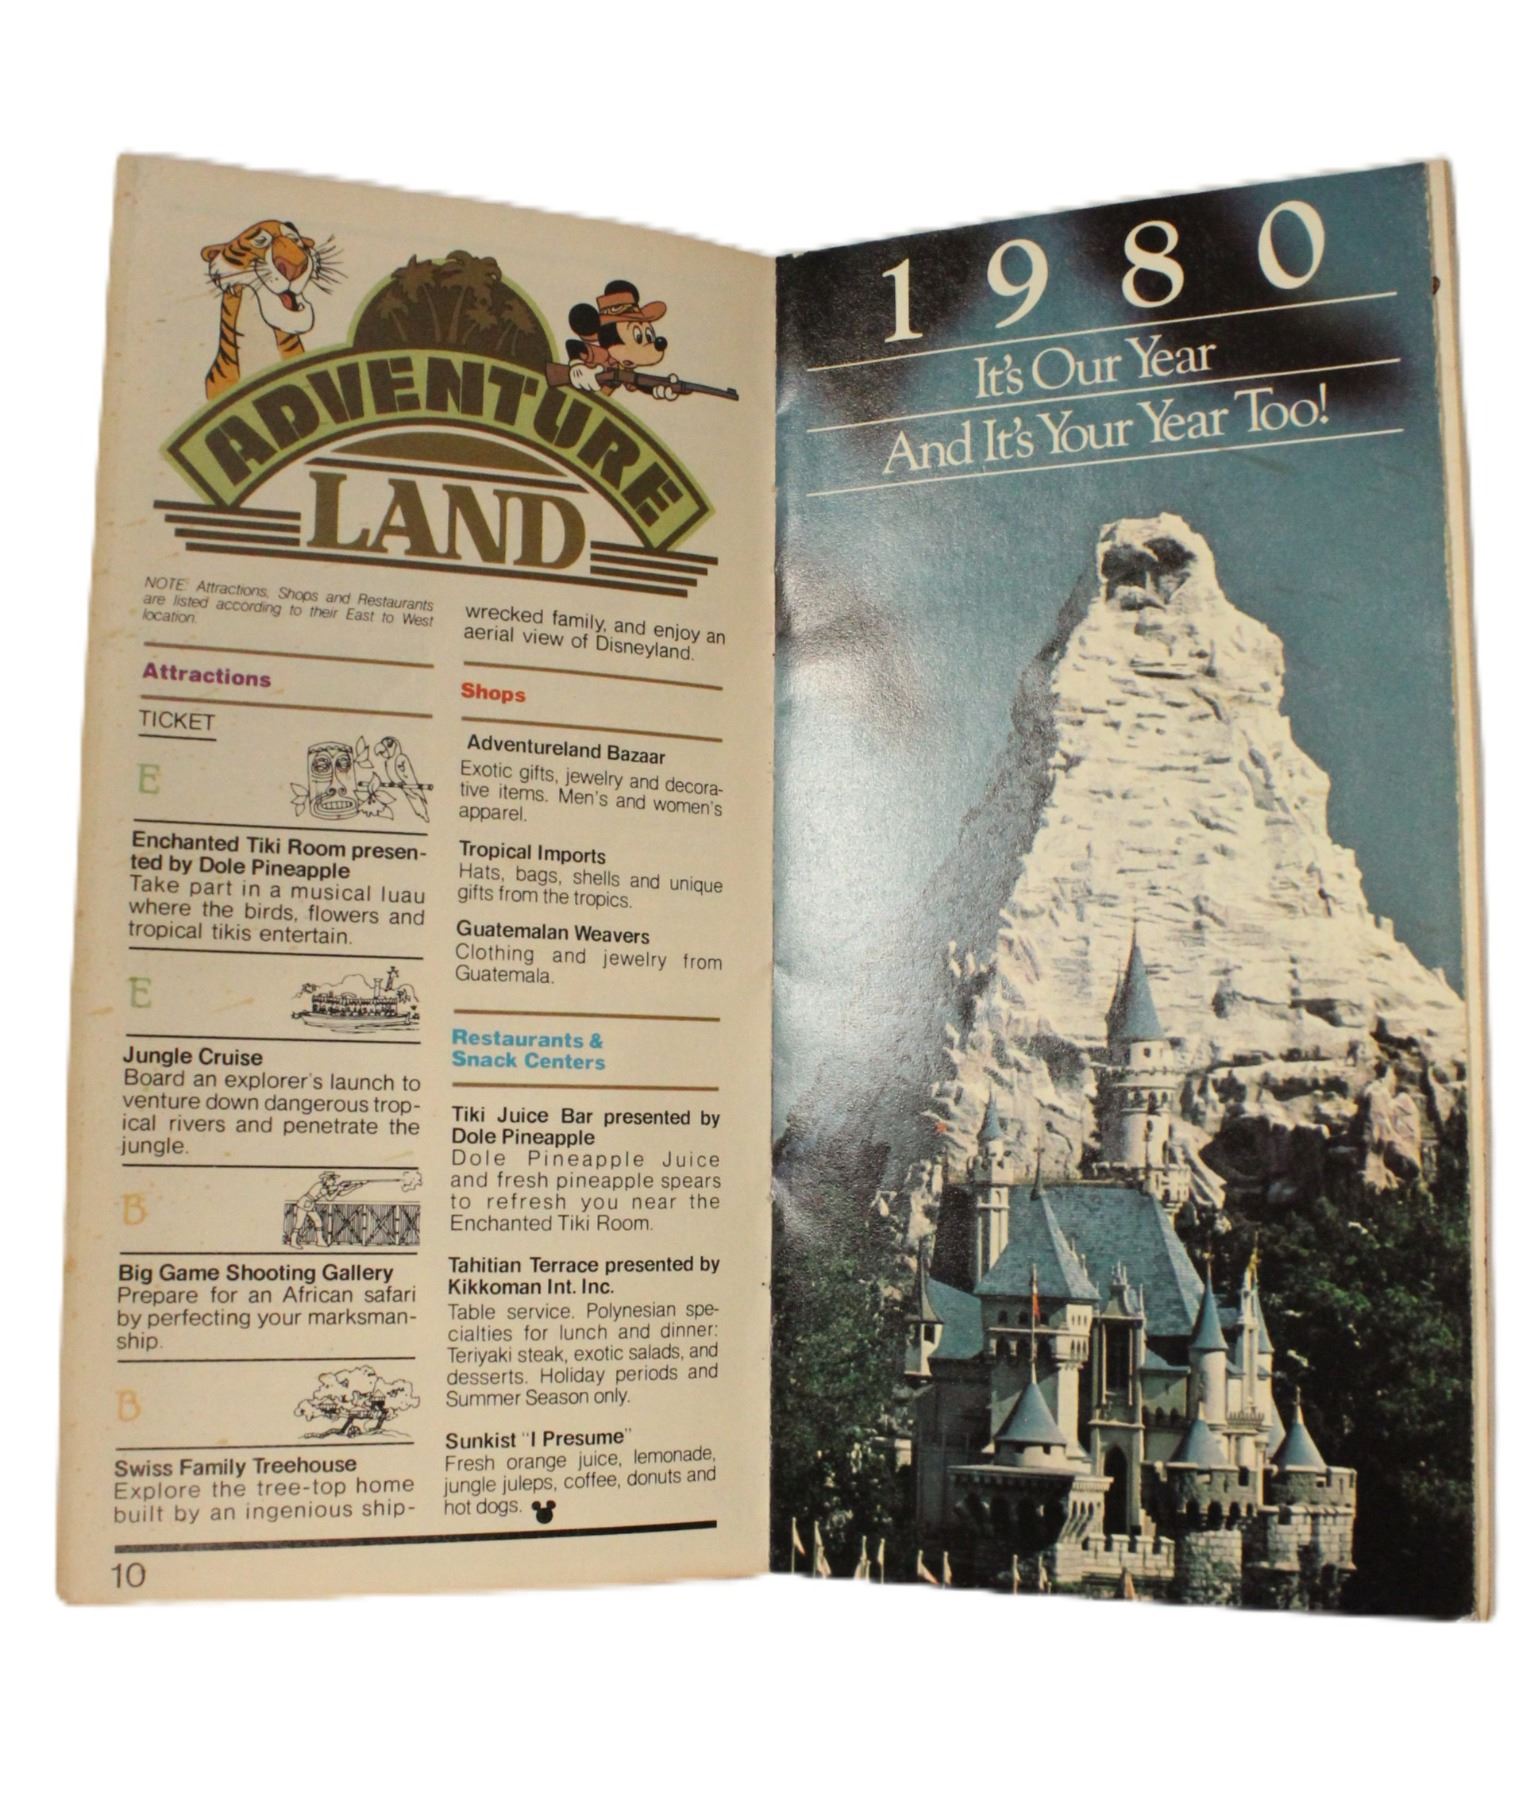 ADVENTURE
LAND
NOTE: Attractions, Shops and Restaurants
are listed according to their East to West
location.
Attractions
TICKET
E
Enchanted Tiki Room presen-
ted by Dole Pineapple
Take part in a musical luau
where the birds, flowers and
tropical tikis entertain.
E
Jungle Cruise
Board an explorer's launch to
venture down dangerous trop-
ical rivers and penetrate the
jungle.
B
Big Game Shooting Gallery
Prepare for an African safari
by perfecting your marksman-
ship.
B
Swiss Family Treehouse
Explore the tree-top home
built by an ingenious ship-
10
wrecked family, and enjoy an
aerial view of Disneyland.
Shops
Adventureland Bazaar
Exotic gifts, jewelry and decora-
tive items. Men's and women's
apparel.
Tropical Imports
Hats, bags, shells and unique
gifts from the tropics.
Guatemalan Weavers
Clothing and jewelry from
Guatemala.
Restaurants &
Snack Centers
Tiki Juice Bar presented by
Dole Pineapple
Dole Pineapple Juice
and fresh pineapple spears
to refresh you near the
Enchanted Tiki Room.
Tahitian Terrace presented by
Kikkoman Int. Inc.
Table service. Polynesian spe-
cialties for lunch and dinner:
Teriyaki steak, exotic salads, and
desserts. Holiday periods and
Summer Season only.
Sunkist "I Presume"
Fresh orange juice, lemonade,
jungle juleps, coffee, donuts and
hot dogs.
1980
It's Our Year
And It's Your Year Too!